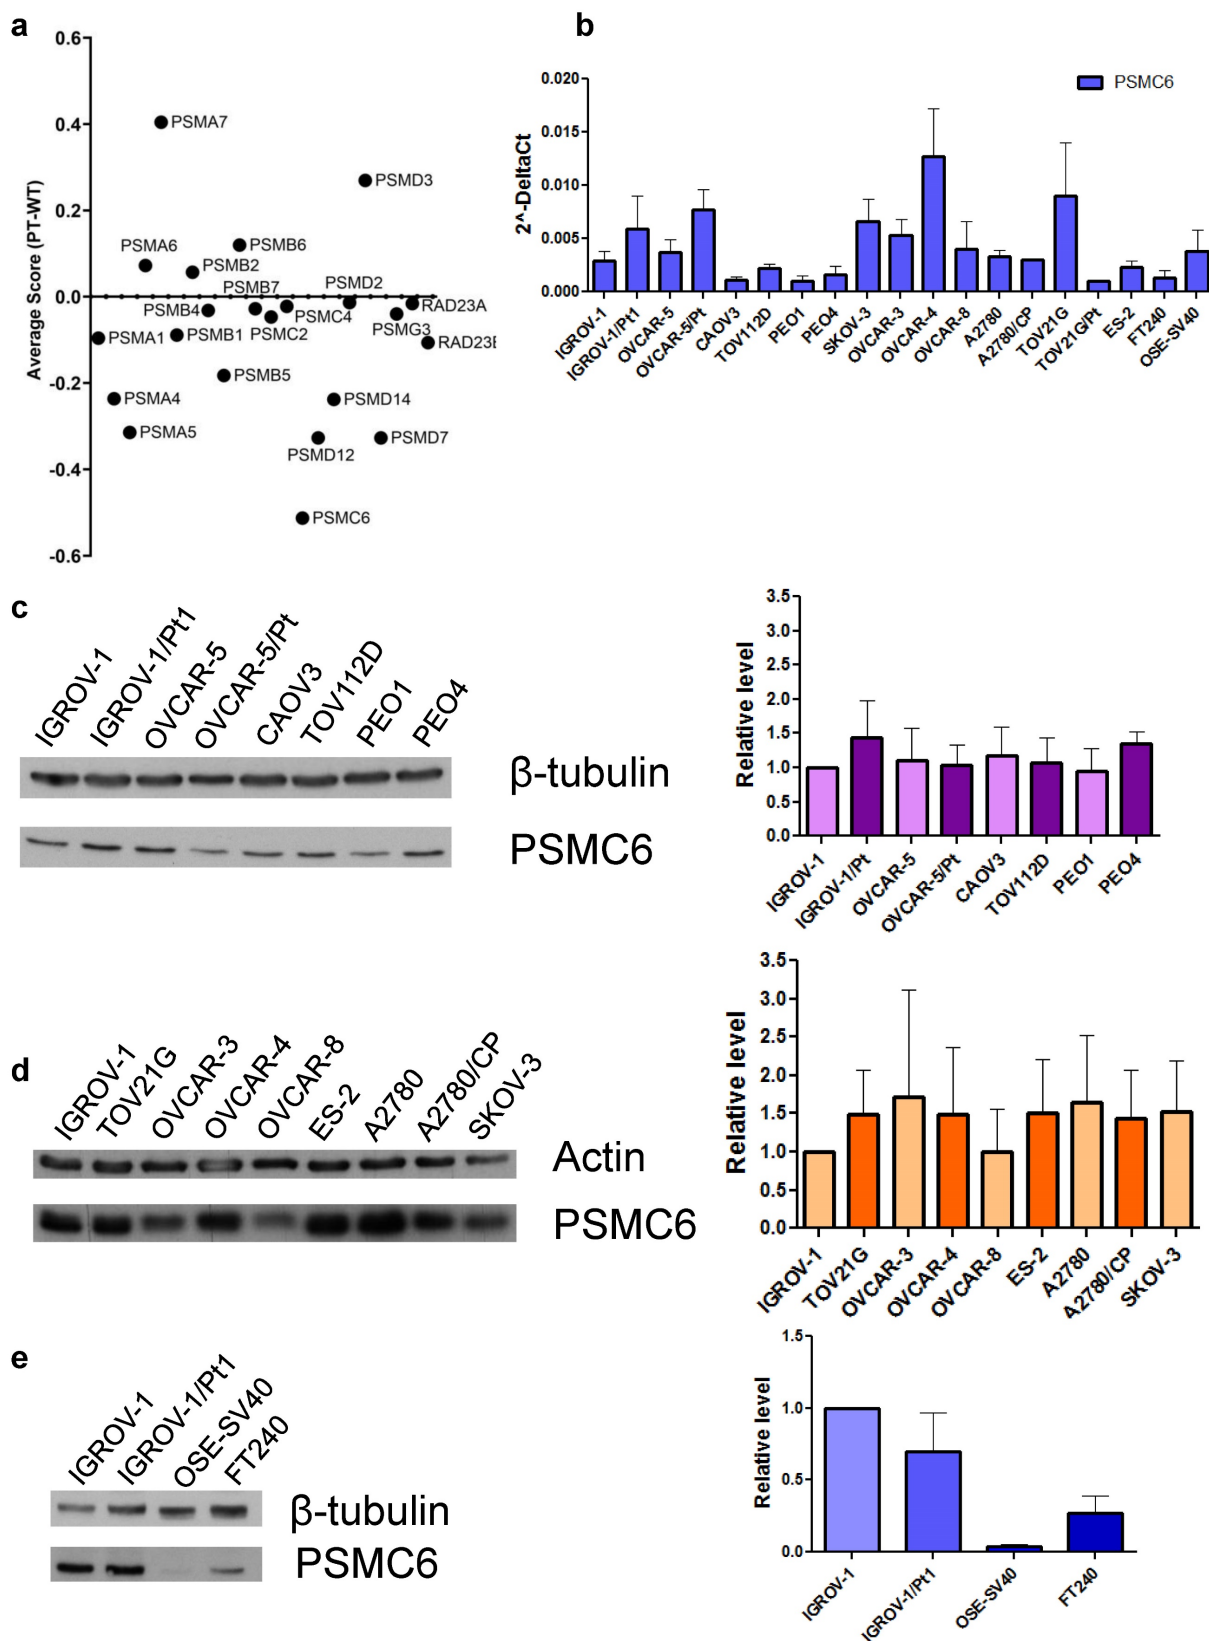 a
0.6
0.4
0.2
0.0
-0.2
-0.4
-0.6
Average Score (PT-WT)
PSMA7
PSMD3
PSMA6
PSMB6
PSMB2
PSMB7
PSMD2
PSMB4
PSMC4
RAD23A
PSMA1
PSMB1
PSMC2
PSMG3
RAD23B
PSMB5
PSMA4
PSMD14
PSMA5
PSMD12
PSMD7
PSMC6
b
0.020
0.015
0.010
0.005
0.000
2^-DeltaCt
PSMC6
IGROV-1
IGROV-1/Pt1
OVCAR-5
OVCAR-5/Pt
CAOV3
TOV112D
PEO1
PEO4
SKOV-3
OVCAR-3
OVCAR-4
OVCAR-8
A2780
A2780/CP
TOV21G
TOV21G/Pt
ES-2
FT240
OSE-SV40
c
IGROV-1
IGROV-1/Pt1
OVCAR-5
OVCAR-5/Pt
CAOV3
TOV112D
PEO1
PEO4
β-tubulin
PSMC6
3.5
3.0
2.5
2.0
1.5
1.0
0.5
0.0
Relative level
IGROV-1
IGROV-1/Pt
OVCAR-5
OVCAR-5/Pt
CAOV3
TOV112D
PEO1
PEO4
d
IGROV-1
TOV21G
OVCAR-3
OVCAR-4
OVCAR-8
ES-2
A2780
A2780/CP
SKOV-3
Actin
PSMC6
3.5
3.0
2.5
2.0
1.5
1.0
0.5
0.0
Relative level
IGROV-1
TOV21G
OVCAR-3
OVCAR-4
OVCAR-8
ES-2
A2780
A2780/CP
SKOV-3
e
IGROV-1
IGROV-1/Pt1
OSE-SV40
FT240
β-tubulin
PSMC6
1.5
1.0
0.5
0.0
Relative level
IGROV-1
IGROV-1/Pt1
OSE-SV40
FT240